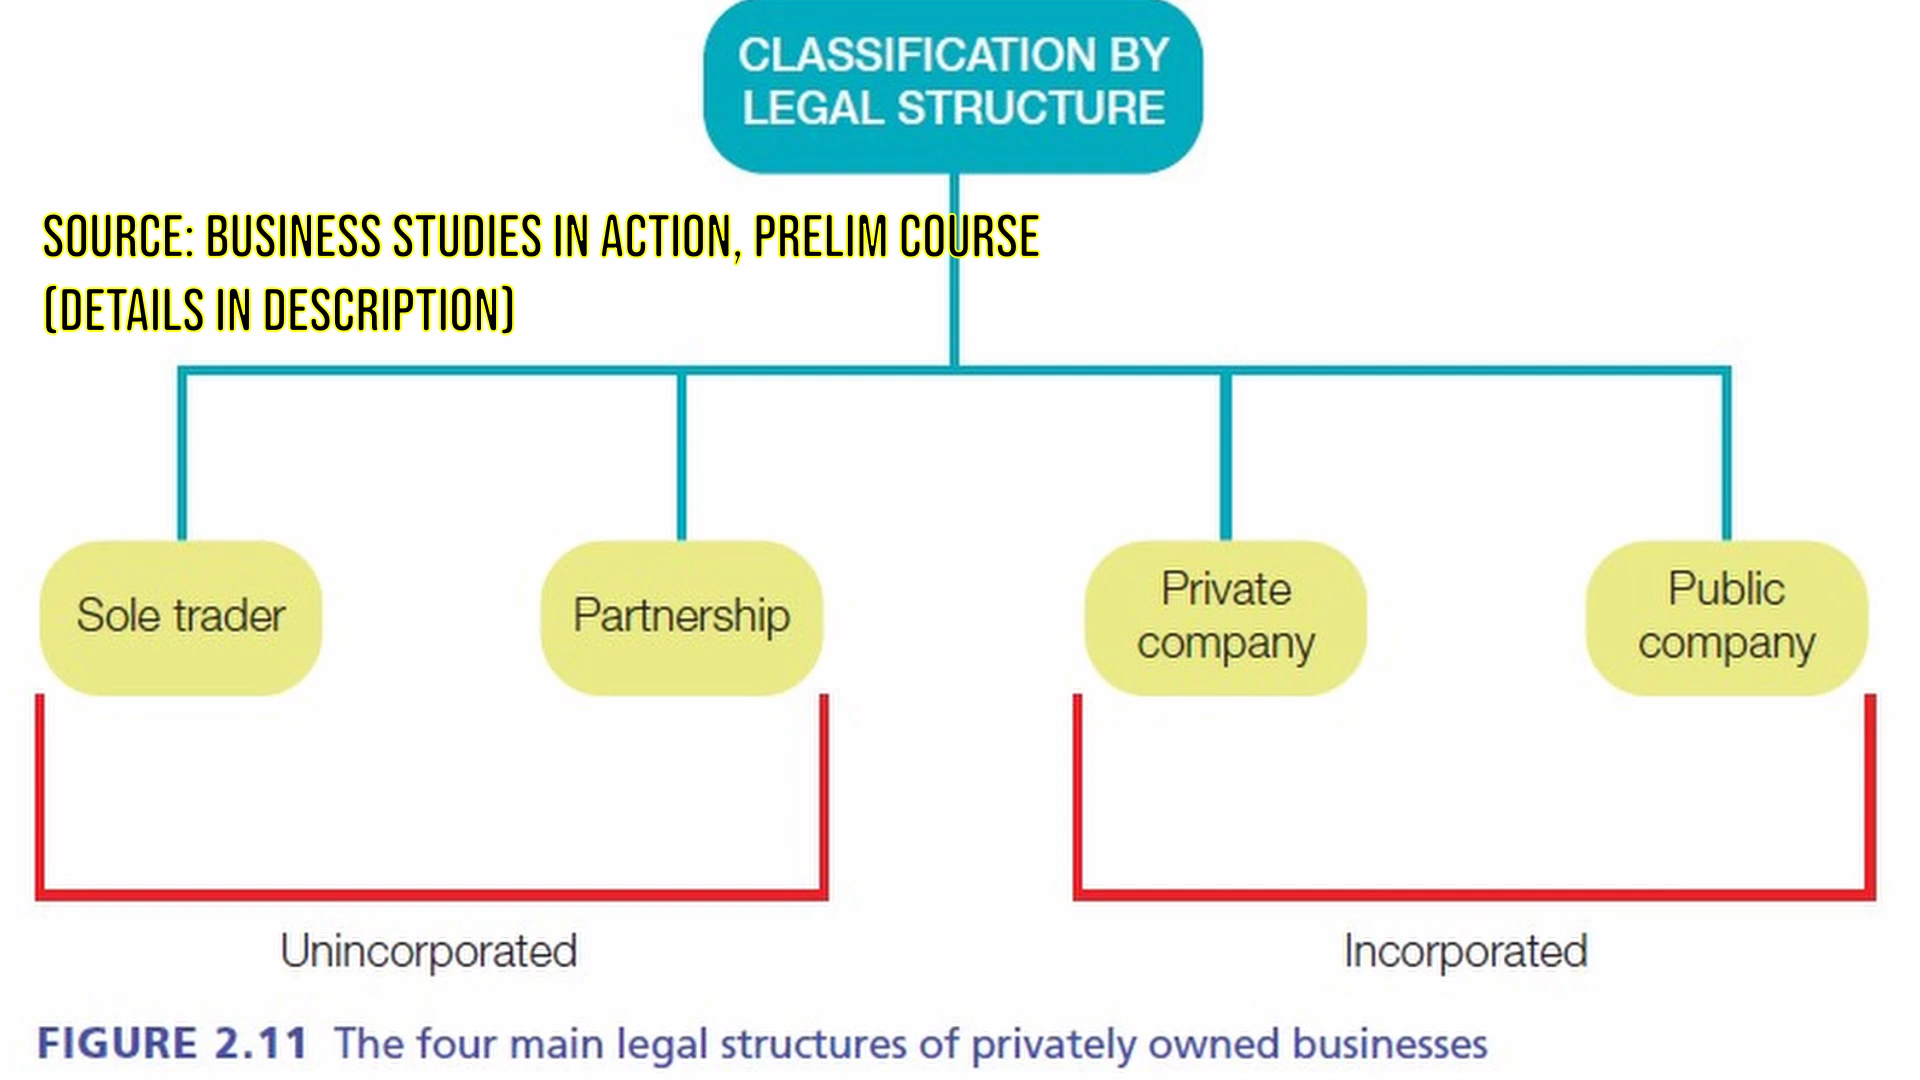 CLASSIFICATION BY
LEGAL STRUCTURE
SOURCE: BUSINESS STUDIES IN ACTION, PRELIM COURSE
(DETAILS IN DESCRIPTION)
Sole trader
Partnership
Private
company
Public
company
Unincorporated
Incorporated
FIGURE 2.11 The four main legal structures of privately owned businesses